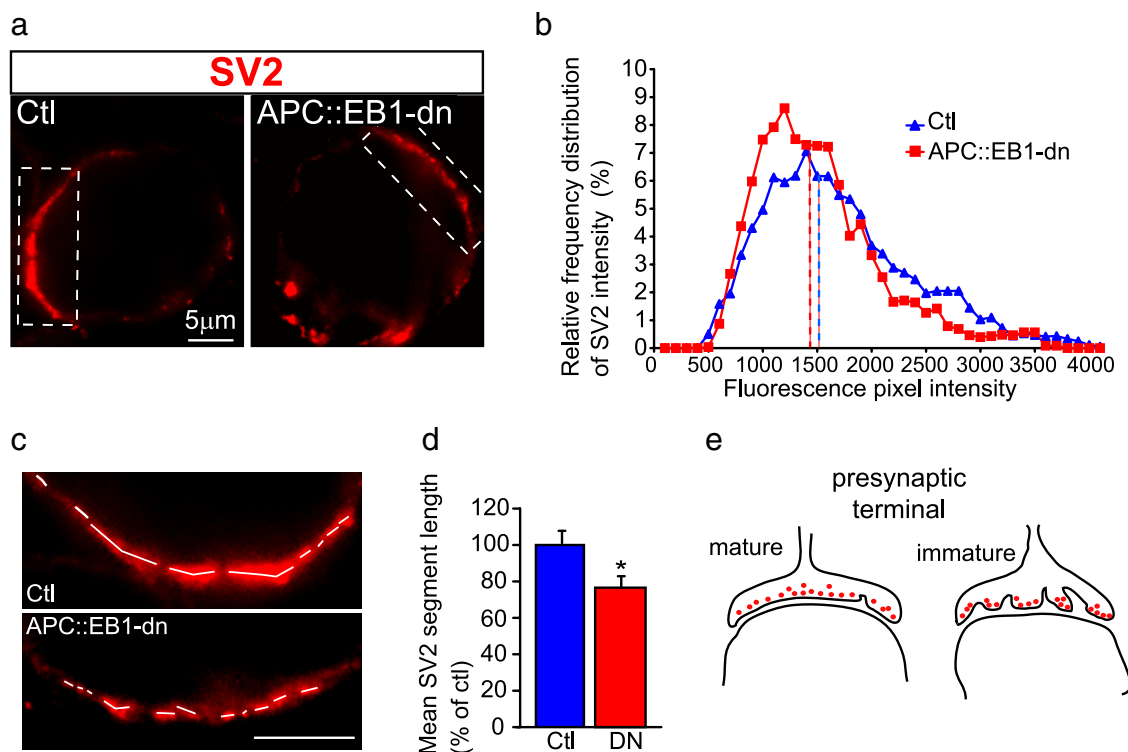 a
SV2
Ctl
APC::EB1-dn
5μm
b
Relative frequency distribution
of SV2 intensity (%)
10
9
8
7
6
5
4
3
2
1
0
0
500
1000
1500
2000
2500
3000
3500
4000
Fluorescence pixel intensity
Ctl
APC::EB1-dn
c
Ctl
APC::EB1-dn
d
Mean SV2 segment length
(% of ctl)
120
100
80
60
40
20
0
*
Ctl
DN
e
presynaptic
terminal
mature
immature